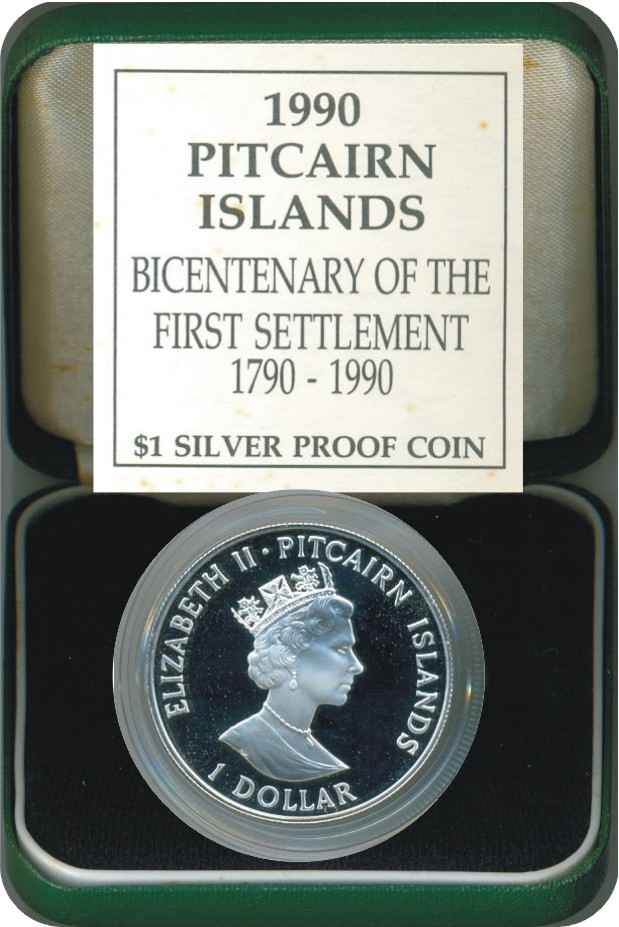 1990
PITCAIRN
ISLANDS
BICENTENARY OF THE
FIRST SETTLEMENT
1790 - 1990
$1 SILVER PROOF COIN
ELIZABETH II · PITCAIRN ISLANDS
1 DOLLAR